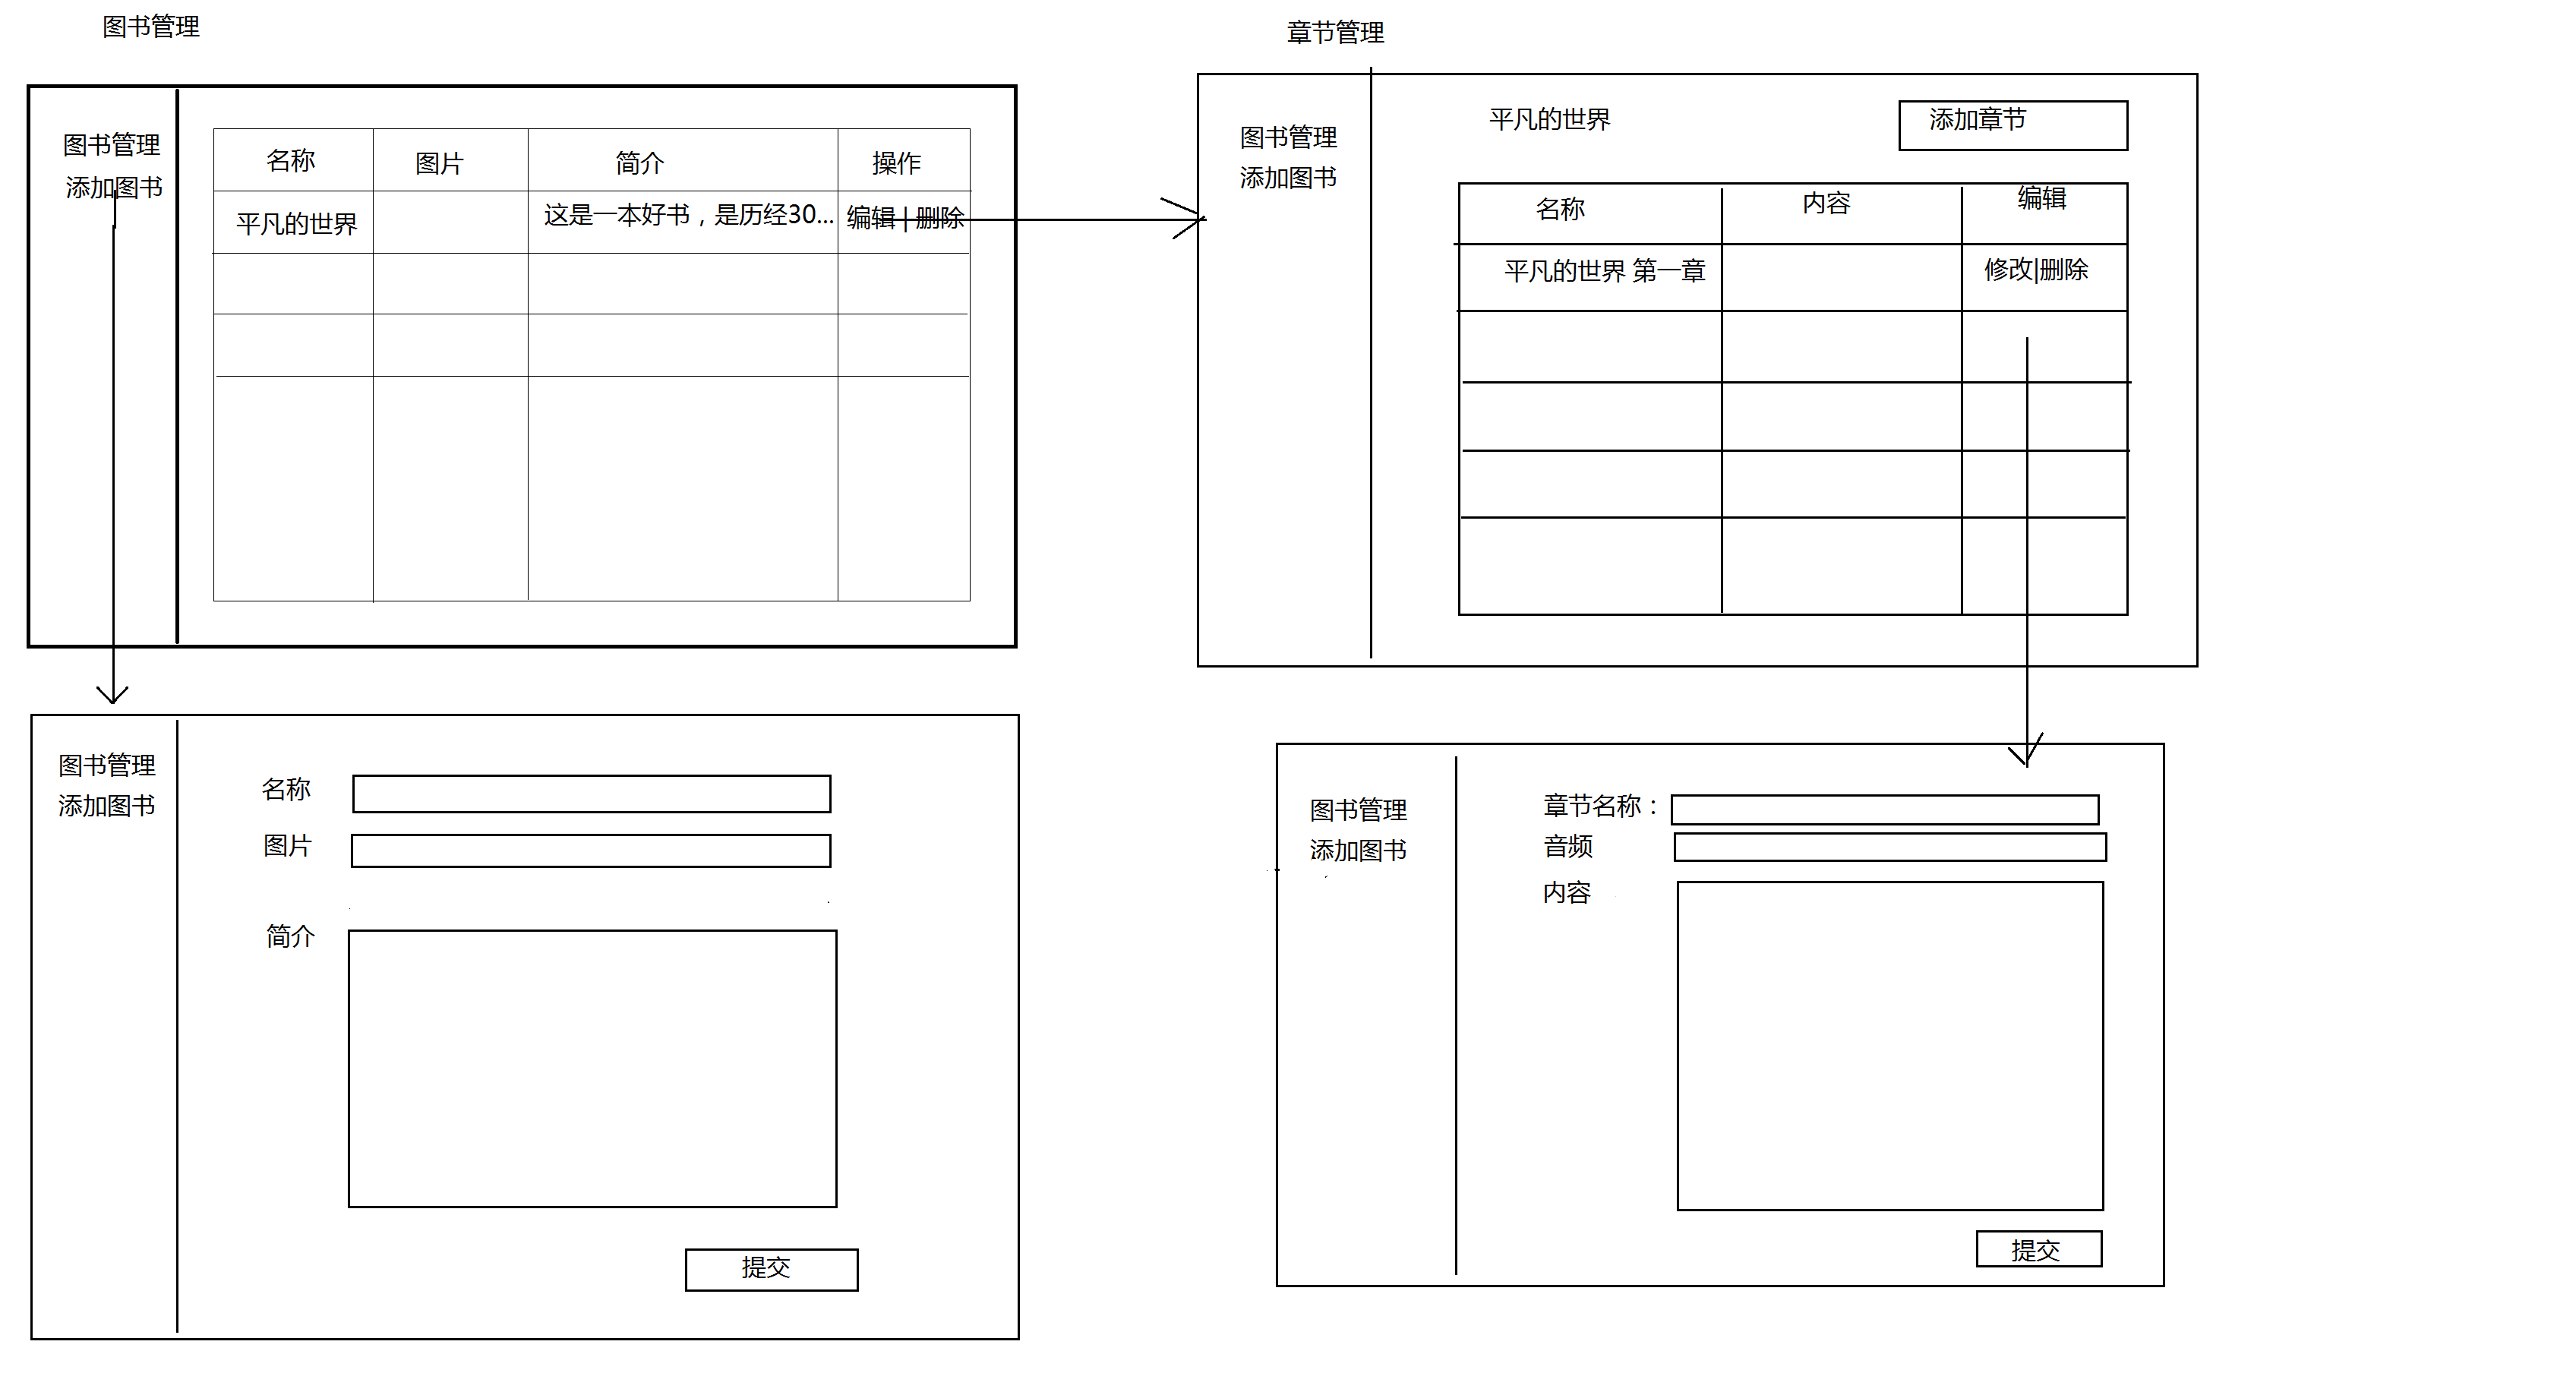 图书管理
图书管理
添加图书
名称 图片 简介 操作
平凡的世界 这是一本好书，是历经30... 编辑 | 删除
章节管理
图书管理
添加图书
平凡的世界 添加章节
名称 内容 编辑
平凡的世界 第一章 修改|删除
图书管理
添加图书
名称
图片
简介
提交
图书管理
添加图书
章节名称：
音频
内容
提交